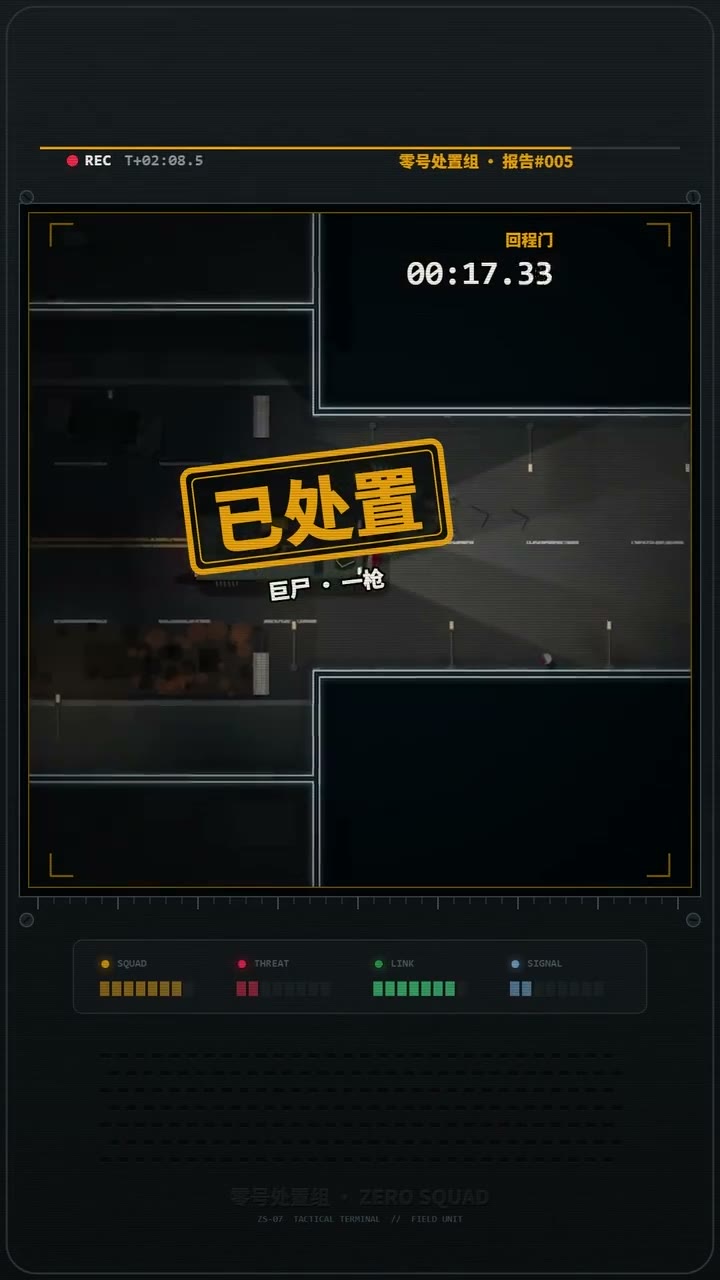 REC T+02:08.5
零号处置组 · 报告#005
回程门
00:17.33
已处置
巨尸 · 一枪
SQUAD
THREAT
LINK
SIGNAL
零号处置组 · ZERO SQUAD
ZS-07 TACTICAL TERMINAL // FIELD UNIT